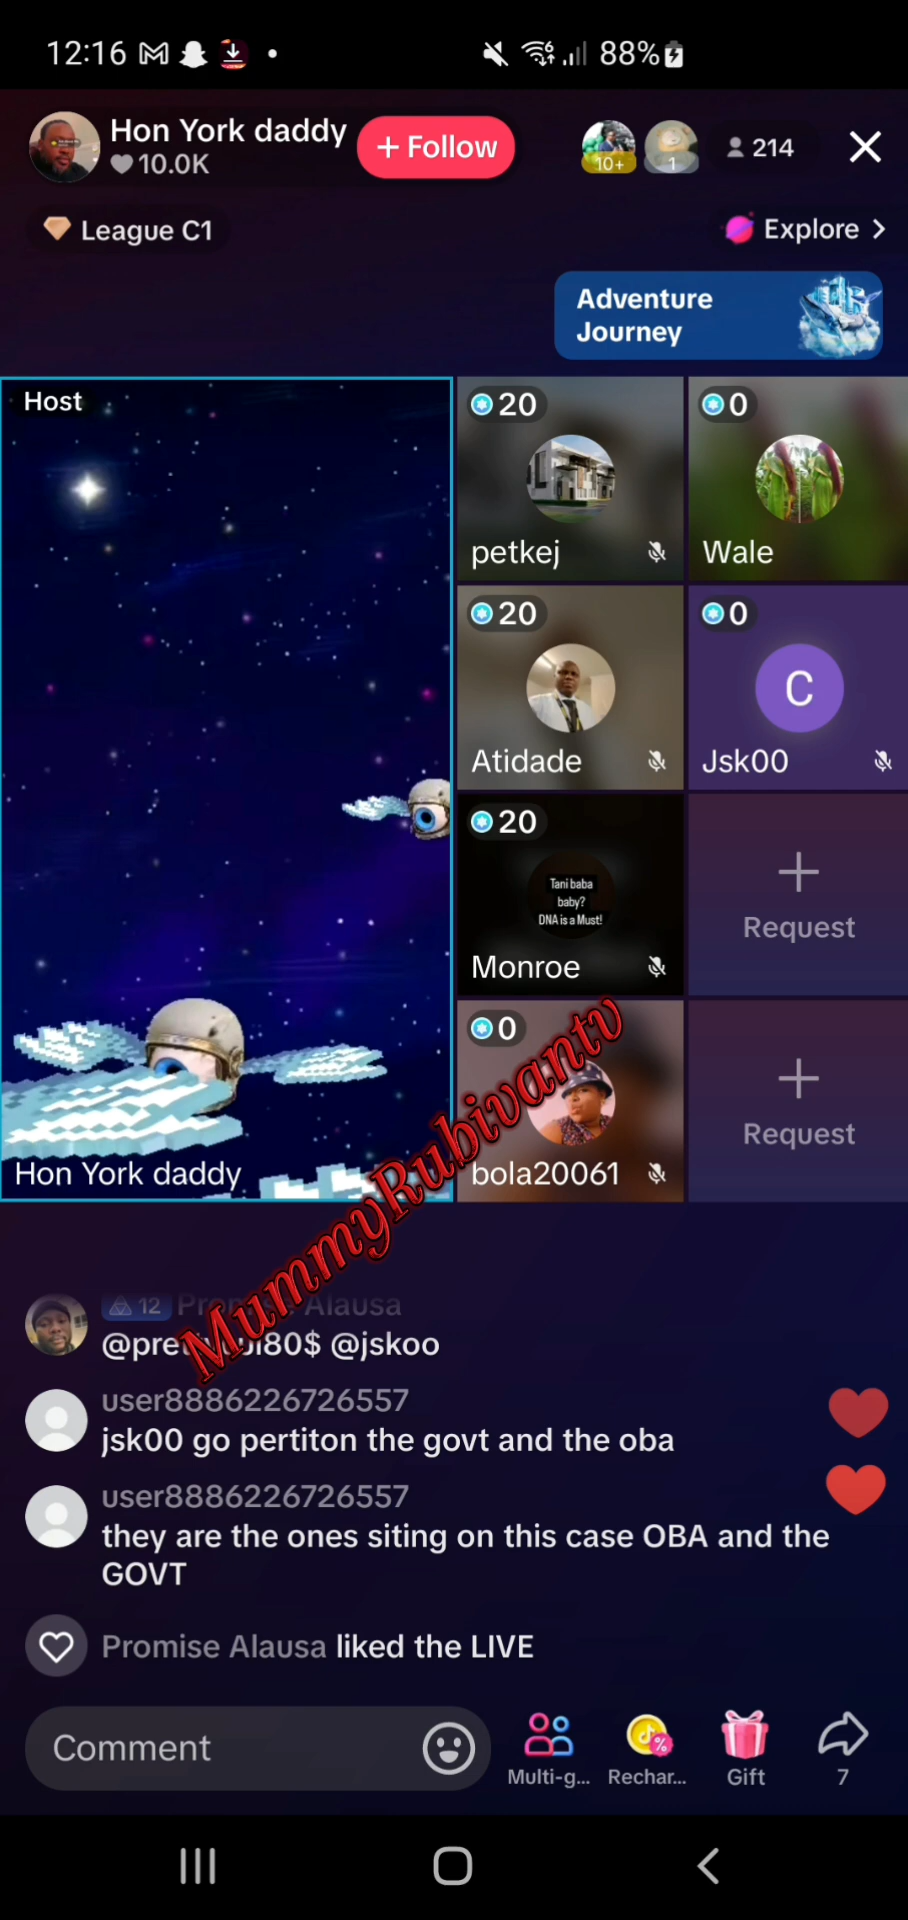 12:16
88%
Hon York daddy
10.0K
+ Follow
10+
1
214
League C1
Explore
Adventure
Journey
Host
20
petkej
0
Wale
20
Atidade
0
C
Jsk00
20
Tani baba
baby?
DNA is a Must!
Monroe
Request
0
bola20061
Request
Hon York daddy
MummyRubivantv
12
Alausa
@jskoo
user8886226726557
jsk00 go pertiton the govt and the oba
user8886226726557
they are the ones siting on this case OBA and the
GOVT
Promise Alausa liked the LIVE
Comment
Multi-g...
Rechar...
Gift
7